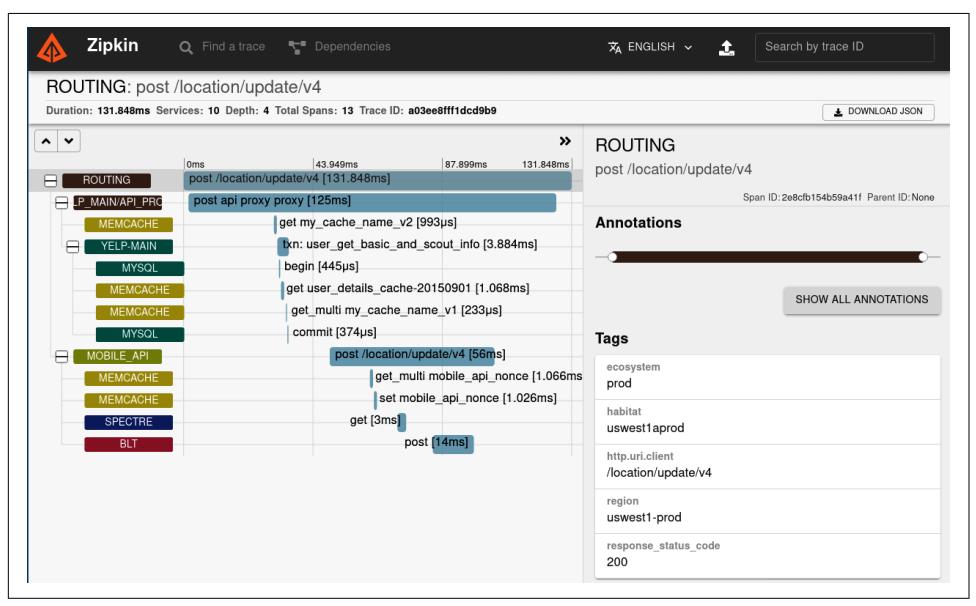 Zipkin
Find a trace
Dependencies
ENGLISH
Search by trace ID
ROUTING: post /location/update/v4
Duration: 131.848ms Services: 10 Depth: 4 Total Spans: 13 Trace ID: a03ee8fff1dcd9b9
DOWNLOAD JSON
0ms 43.949ms 87.899ms 131.848ms
ROUTING post /location/update/v4 [131.848ms]
LP_MAIN/API_PRO post api proxy proxy [125ms]
MEMCACHE get my_cache_name_v2 [993µs]
YELP-MAIN txn: user_get_basic_and_scout_info [3.884ms]
MYSQL begin [445µs]
MEMCACHE get user_details_cache-20150901 [1.068ms]
MEMCACHE get_multi my_cache_name_v1 [233µs]
MYSQL commit [374µs]
MOBILE_API post /location/update/v4 [56ms]
MEMCACHE get_multi mobile_api_nonce [1.066ms
MEMCACHE set mobile_api_nonce [1.026ms]
SPECTRE get [3ms]
BLT post [14ms]
ROUTING
post /location/update/v4
Span ID: 2e8cfb154b59a41f Parent ID: None
Annotations
SHOW ALL ANNOTATIONS
Tags
ecosystem
prod
habitat
uswest1aprod
http.uri.client
/location/update/v4
region
uswest1-prod
response_status_code
200